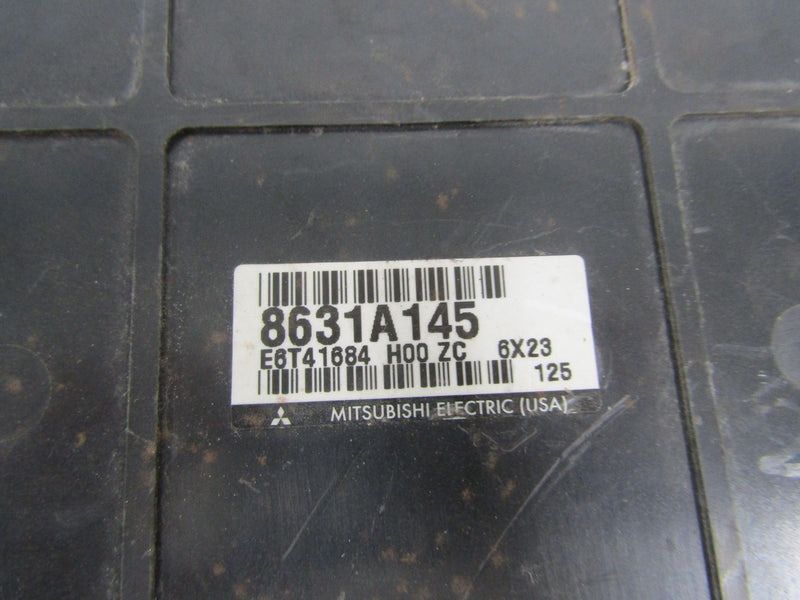 8631A145
E6T41684 H00 ZC 6X23
125
MITSUBISHI ELECTRIC (USA)